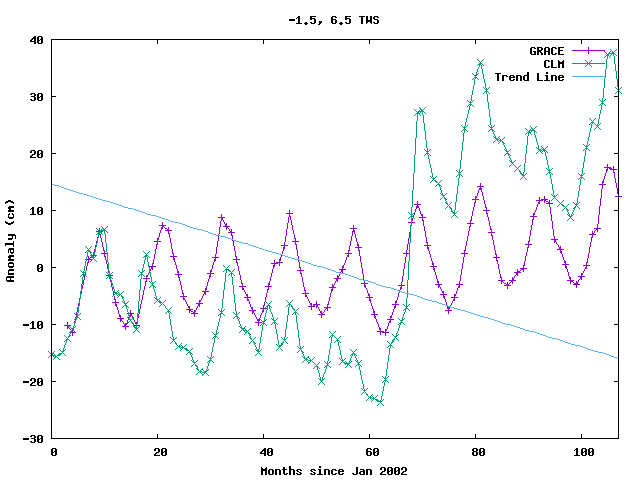 -1.5, 6.5 TWS
GRACE
CLM
Trend Line
40
30
20
10
0
-10
-20
-30
Anomaly (cm)
0 20 40 60 80 100
Months since Jan 2002